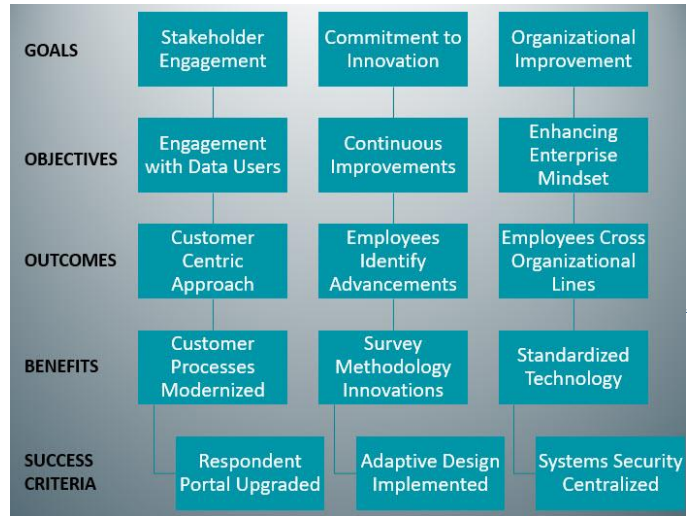 GOALS
Stakeholder
Engagement
Commitment to
Innovation
Organizational
Improvement
OBJECTIVES
Engagement
with Data Users
Continuous
Improvements
Enhancing
Enterprise
Mindset
OUTCOMES
Customer
Centric
Approach
Employees
Identify
Advancements
Employees Cross
Organizational
Lines
BENEFITS
Customer
Processes
Modernized
Survey
Methodology
Innovations
Standardized
Technology
SUCCESS
CRITERIA
Respondent
Portal Upgraded
Adaptive Design
Implemented
Systems Security
Centralized